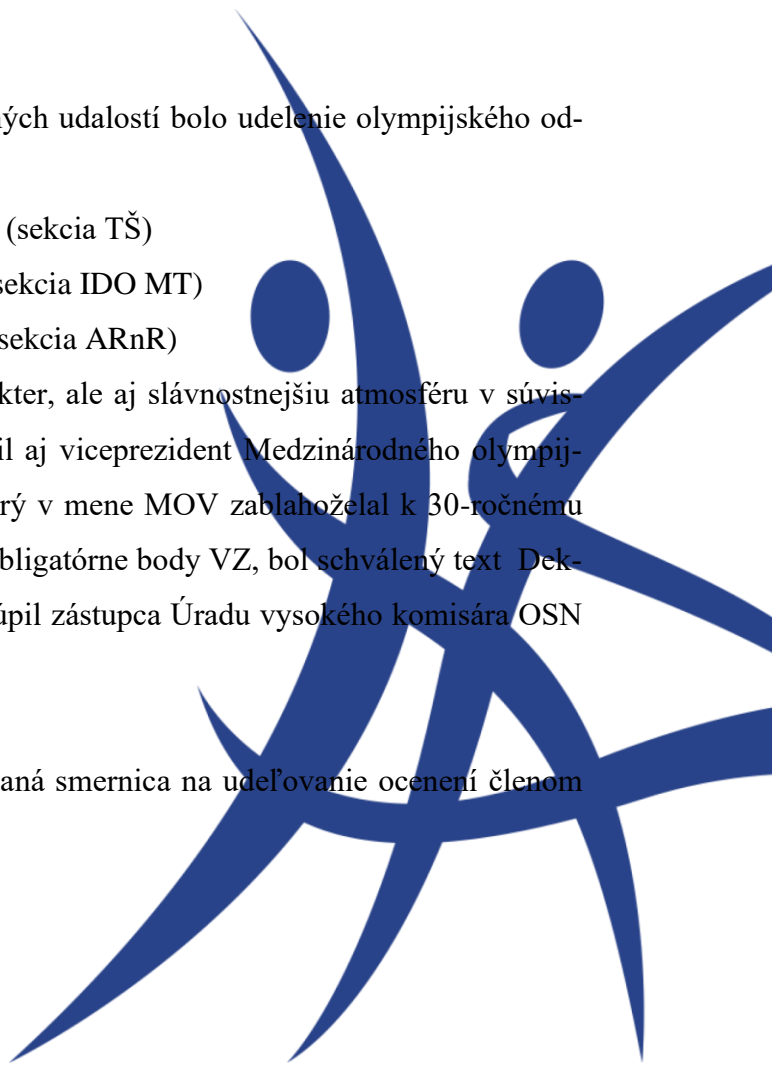 ých udalostí bolo udelenie olympijského od-
(sekcia TŠ)
sekcia IDO MT)
sekcia ARnR)
kter, ale aj slávnostnejšiu atmosféru v súvis-
il aj viceprezident Medzinárodného olympij-
rý v mene MOV zablahoželal k 30-ročnému
bligatórne body VZ, bol schválený text Dek-
úpil zástupca Úradu vysokého komisára OSN
aná smernica na udeľovanie ocenení členom